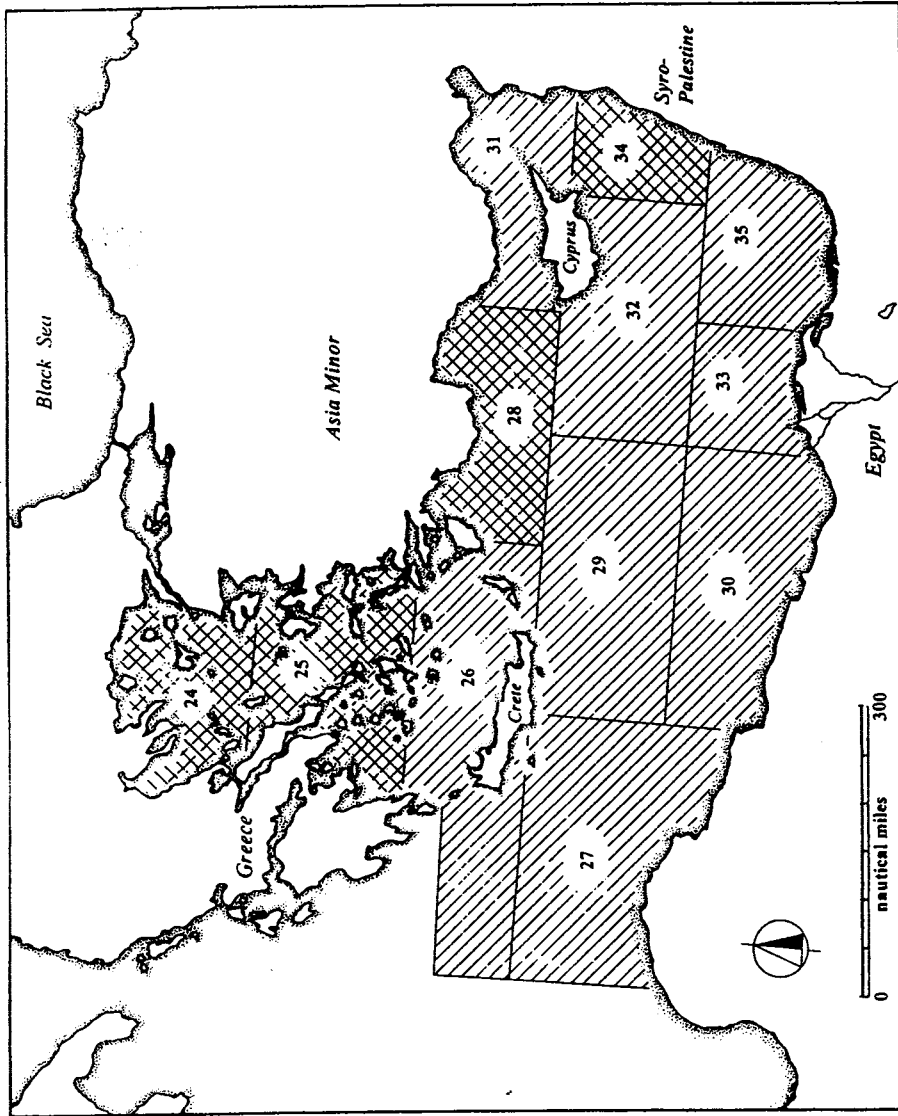 Black Sea
Asia Minor
Greece
24
25
26
Crete
27
28
29
30
31
Cyprus
32
33
34
35
Syro-
Palestine
Egypt
0 nautical miles 300